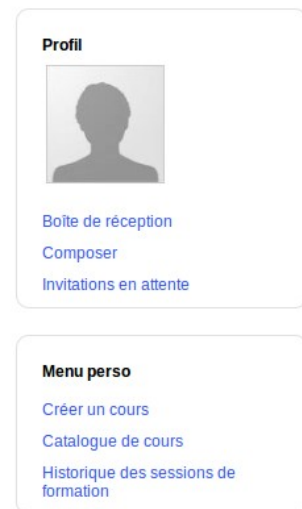 Profil
Boîte de réception
Composer
Invitations en attente
Menu perso
Créer un cours
Catalogue de cours
Historique des sessions de
formation